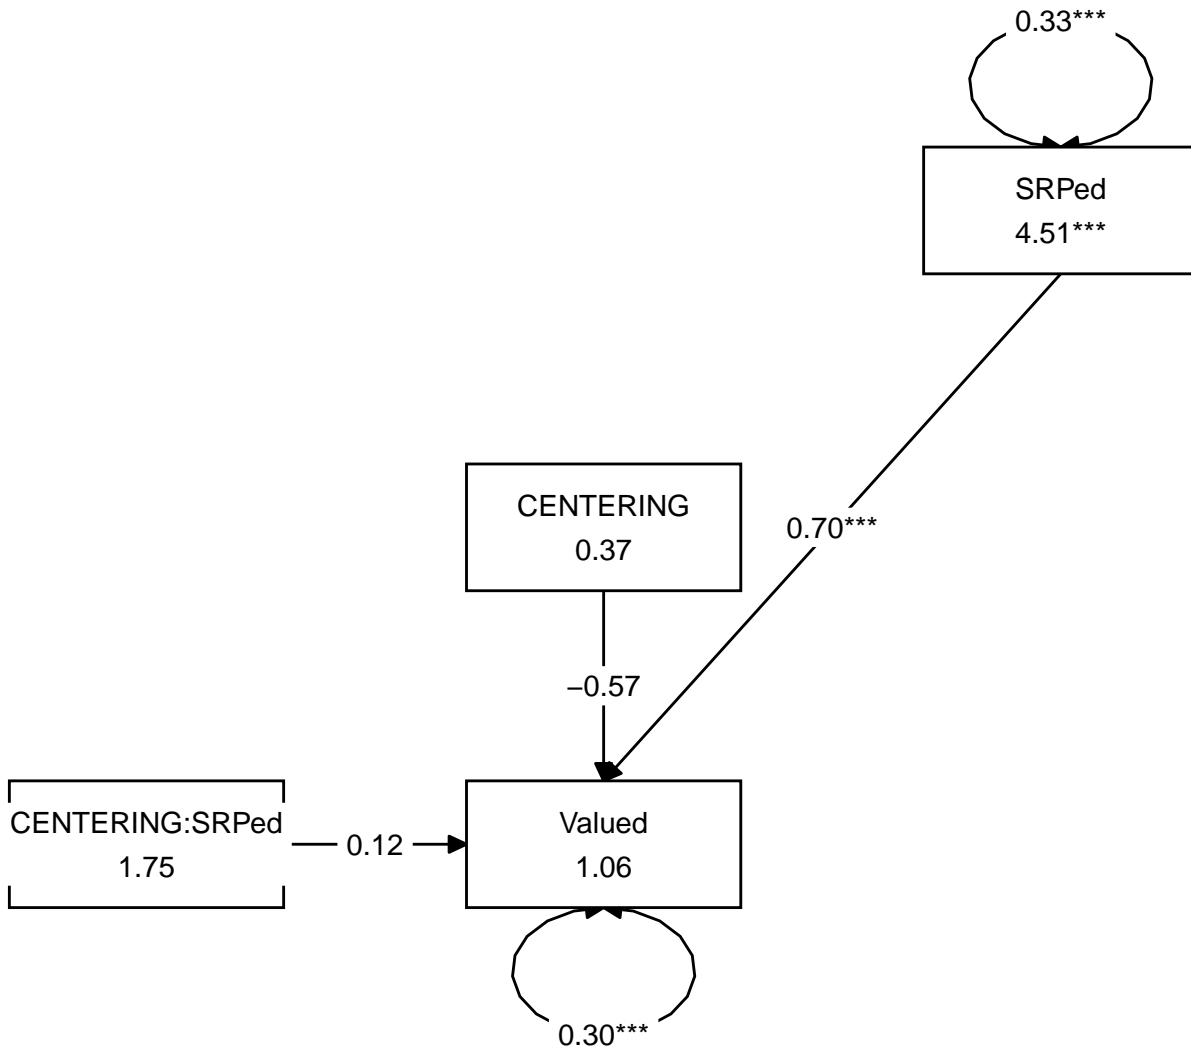 0.33***
SRPed
4.51***
CENTERING
0.37
0.70***
−0.57
CENTERING:SRPed
1.75
0.12
Valued
1.06
0.30***